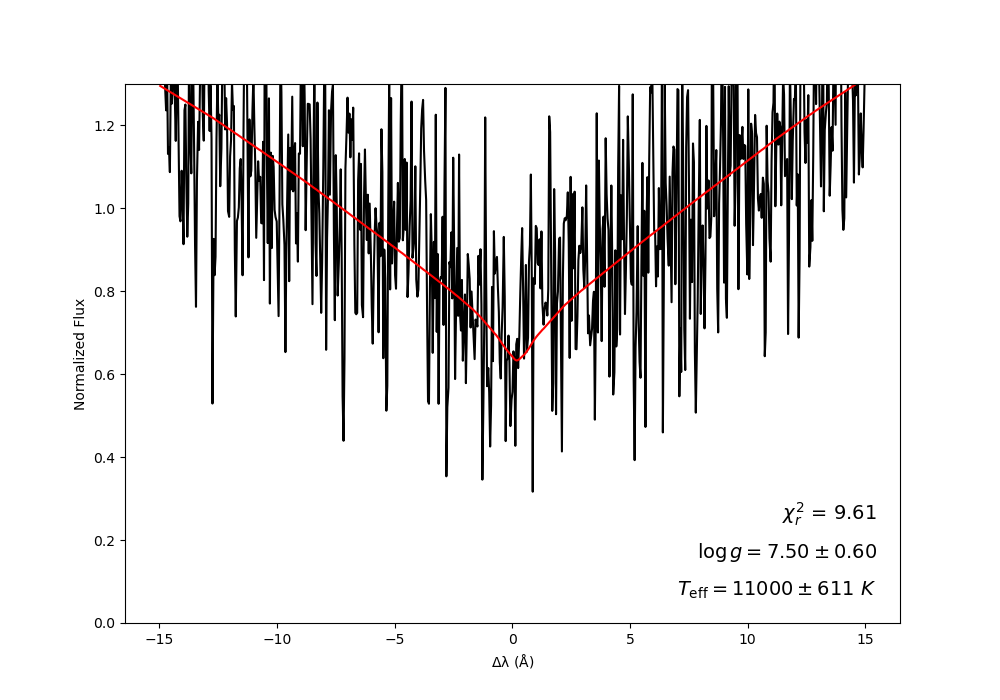 1.2
1.0
0.8
0.6
0.4
0.2
0.0
Normalized Flux
χ²ᵣ = 9.61
log g = 7.50 ± 0.60
T_eff = 11000 ± 611 K
−15
−10
−5
0
5
10
15
Δλ (Å)